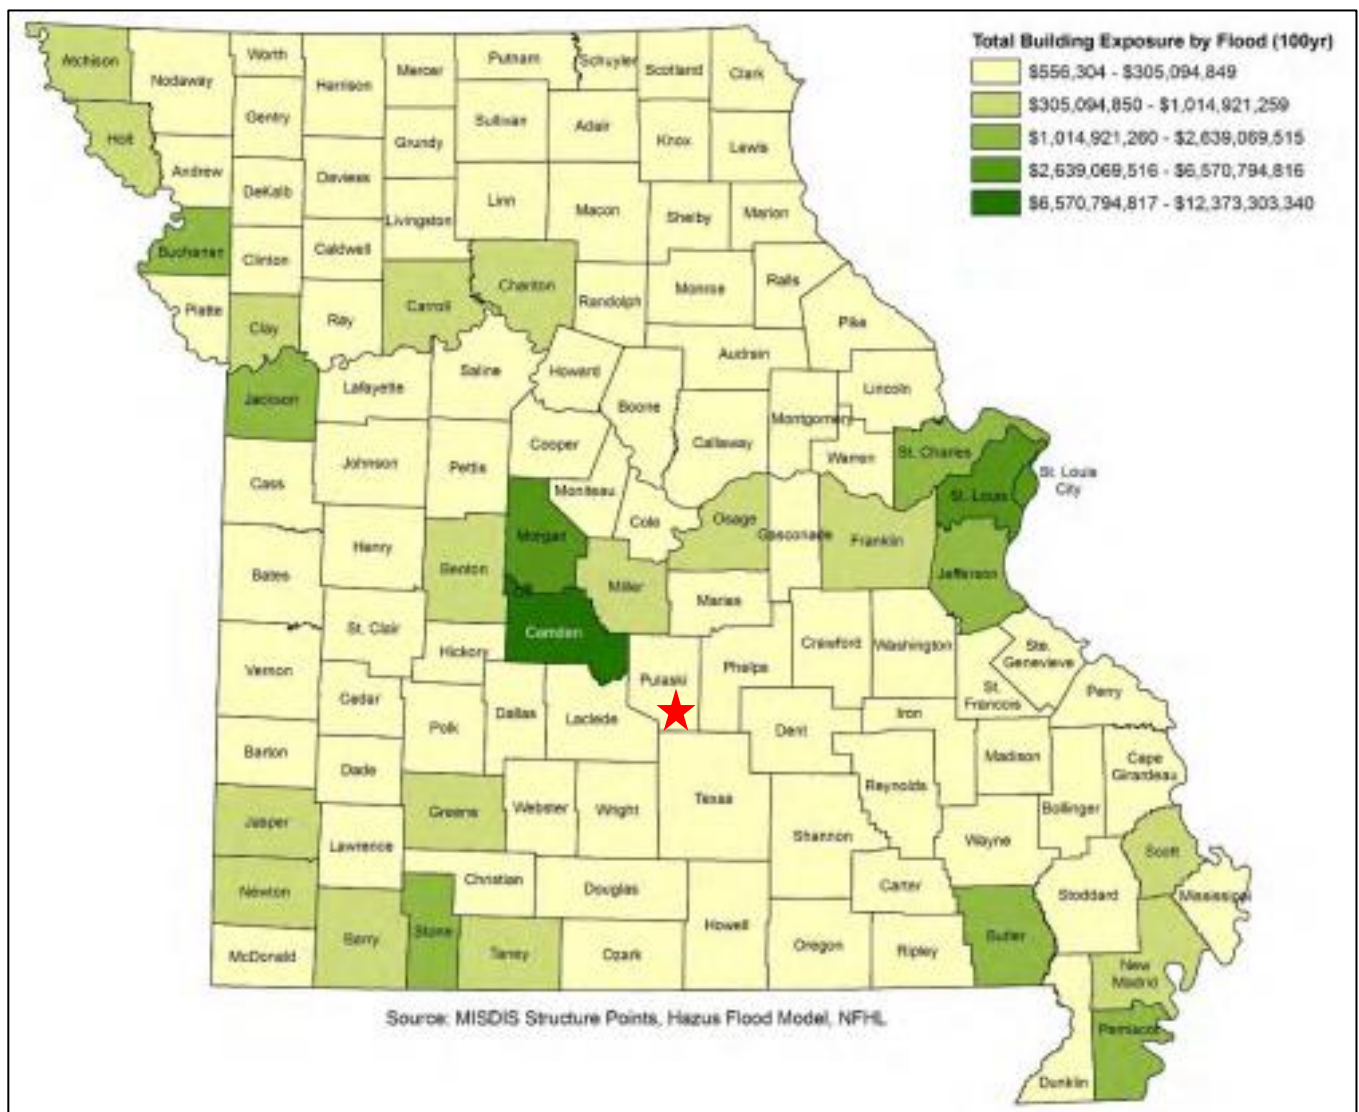 Total Building Exposure by Flood (100yr)
$556,304 - $305,094,849
$305,094,850 - $1,014,921,259
$1,014,921,260 - $2,639,069,515
$2,639,069,516 - $6,570,794,816
$6,570,794,817 - $12,373,303,340
Atchison
Nodaway
Worth
Harrison
Mercer
Putnam
Schuyler
Scotland
Clark
Holt
Gentry
Sullivan
Adair
Knox
Lewis
Andrew
DeKalb
Daviess
Grundy
Linn
Macon
Shelby
Marion
Livingston
Buchanan
Clinton
Caldwell
Carroll
Chariton
Randolph
Monroe
Ralls
Platte
Clay
Ray
Pike
Audrain
Jackson
Lafayette
Saline
Howard
Boone
Callaway
Montgomery
Lincoln
Cooper
Warren
St. Charles
Cass
Johnson
Pettis
Moniteau
St. Louis
St. Louis
City
Cole
Osage
Gasconade
Franklin
Jefferson
Bates
Henry
Benton
Morgan
Miller
Maries
St. Clair
Camden
Crawford
Washington
Ste.
Genevieve
Vernon
Hickory
Pulaski
Phelps
St.
Francois
Perry
Cedar
Polk
Dallas
Laclede
Dent
Iron
Barton
Dade
Madison
Cape
Girardeau
Reynolds
Bollinger
Jasper
Greene
Webster
Wright
Texas
Shannon
Wayne
Lawrence
Scott
Newton
Christian
Douglas
Carter
Stoddard
Mississippi
Barry
Stone
Taney
Howell
Butler
McDonald
Ozark
Oregon
Ripley
New
Madrid
Pemiscot
Dunklin
Source: MISDIS Structure Points, Hazus Flood Model, NFHL